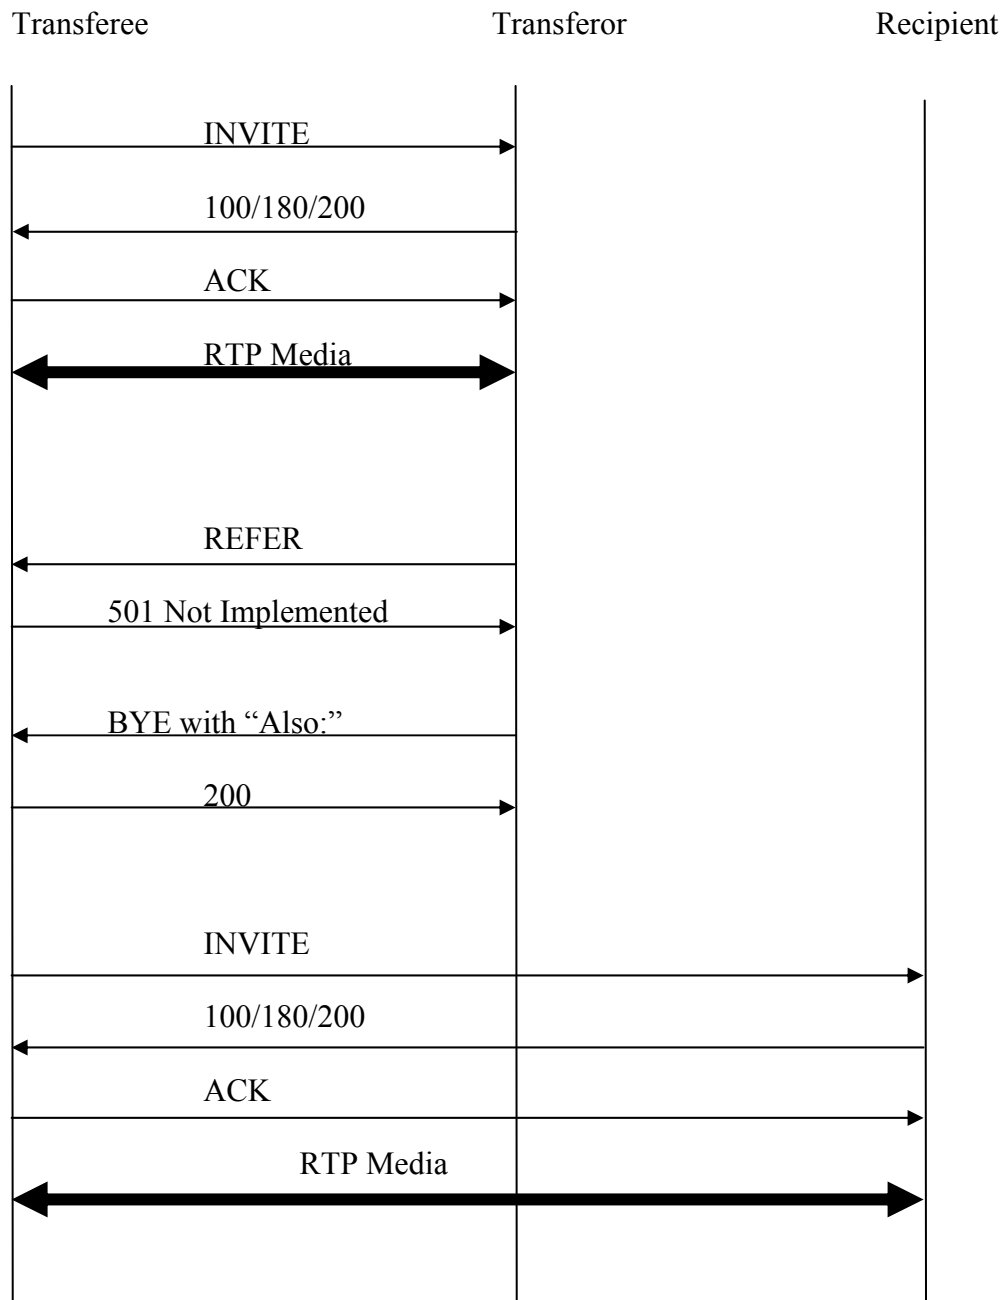 Transferee Transferor Recipient
INVITE
100/180/200
ACK
RTP Media
REFER
501 Not Implemented
BYE with “Also:”
200
INVITE
100/180/200
ACK
RTP Media